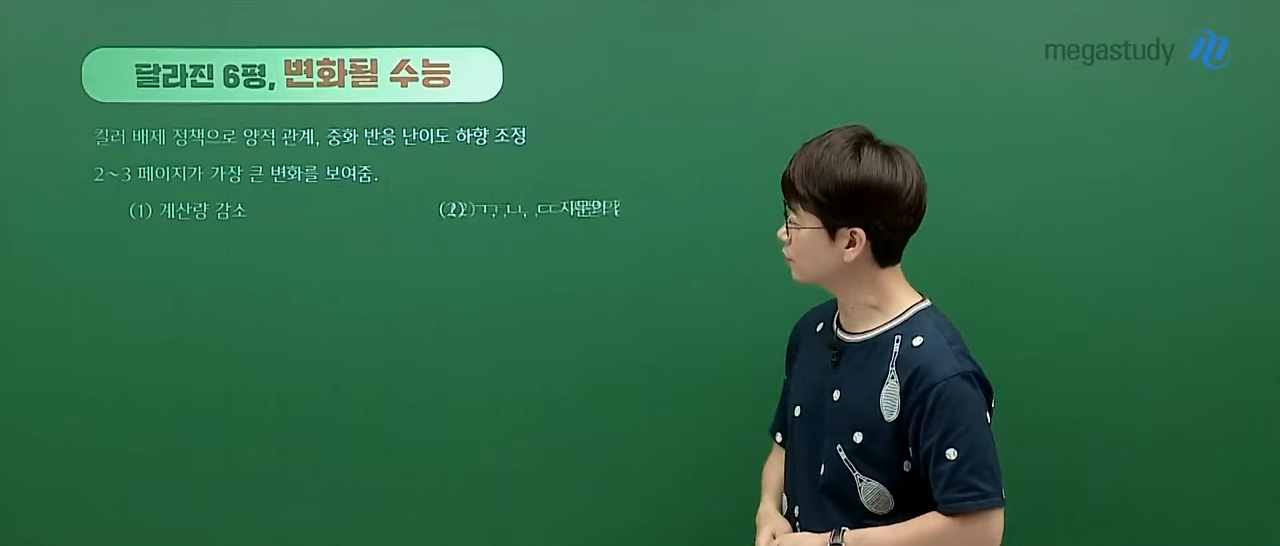 megastudy
달라진 6평, 변화될 수능
킬러 배제 정책으로 양적 관계, 중화 반응 난이도 하향 조정
2~3 페이지가 가장 큰 변화를 보여줌.
(1) 계산량 감소
(2) ㄱ, ㄴ, ㄷ